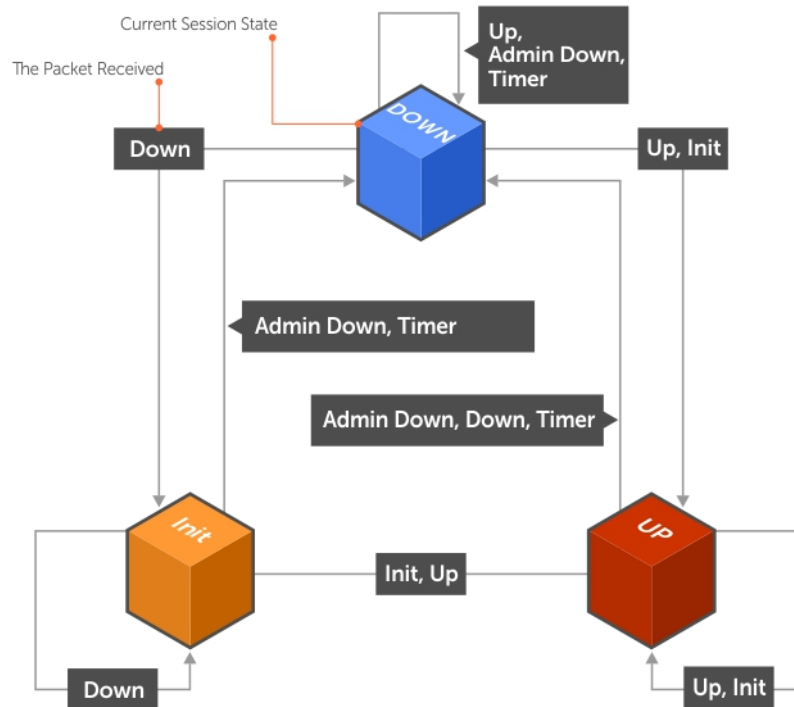 Current Session State
The Packet Received
Up,
Admin Down,
Timer
DOWN
Down
Up, Init
Admin Down, Timer
Admin Down, Down, Timer
Init
UP
Init, Up
Down
Up, Init